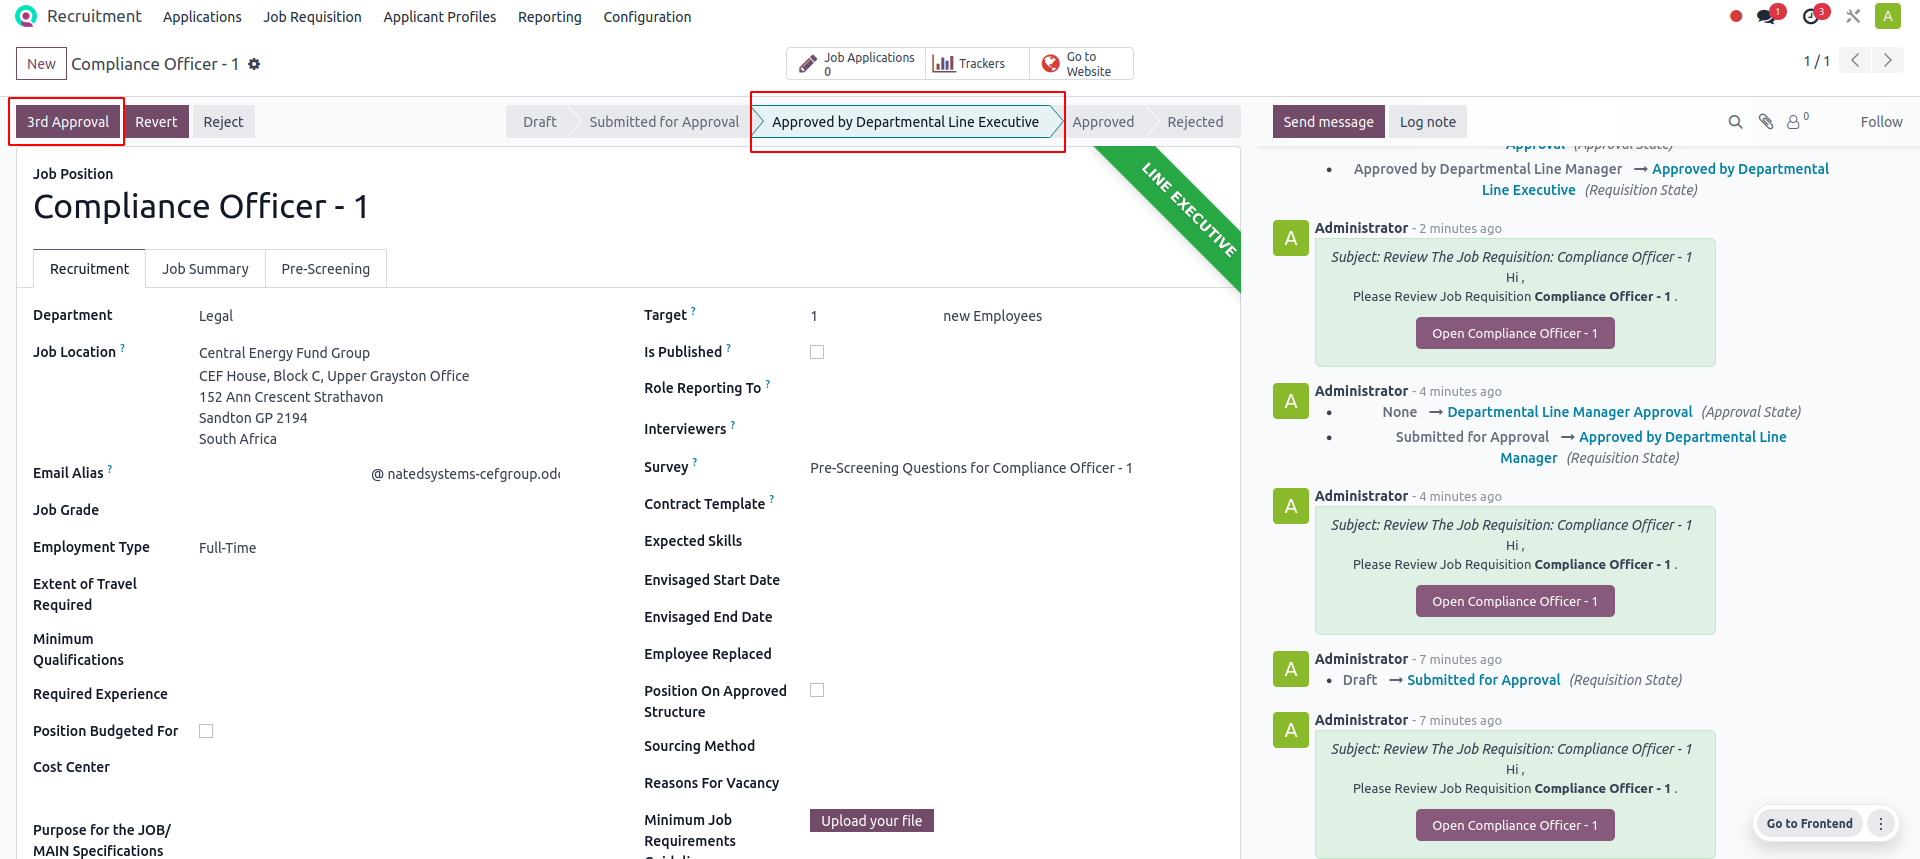 Recruitment Applications Job Requisition Applicant Profiles Reporting Configuration
1 3 A
New Compliance Officer - 1
Job Applications
0
Trackers
Go to
Website
1 / 1
3rd Approval Revert Reject
Draft Submitted for Approval Approved by Departmental Line Executive Approved Rejected
Job Position
Compliance Officer - 1
LINE EXECUTIVE
Recruitment Job Summary Pre-Screening
Department Legal
Job Location ? Central Energy Fund Group
CEF House, Block C, Upper Grayston Office
152 Ann Crescent Strathavon
Sandton GP 2194
South Africa
Email Alias ? @ natedsystems-cefgroup.odo
Job Grade
Employment Type Full-Time
Extent of Travel
Required
Minimum
Qualifications
Required Experience
Position Budgeted For
Cost Center
Purpose for the JOB/
MAIN Specifications
Target ? 1 new Employees
Is Published ?
Role Reporting To ?
Interviewers ?
Survey ? Pre-Screening Questions for Compliance Officer - 1
Contract Template ?
Expected Skills
Envisaged Start Date
Envisaged End Date
Employee Replaced
Position On Approved
Structure
Sourcing Method
Reasons For Vacancy
Minimum Job
Requirements
Upload your file
Send message Log note 0 Follow
Approval (Approval State)
Approved by Departmental Line Manager → Approved by Departmental
Line Executive (Requisition State)
A Administrator - 2 minutes ago
Subject: Review The Job Requisition: Compliance Officer - 1
Hi ,
Please Review Job Requisition Compliance Officer - 1 .
Open Compliance Officer - 1
A Administrator - 4 minutes ago
• None → Departmental Line Manager Approval (Approval State)
• Submitted for Approval → Approved by Departmental Line
Manager (Requisition State)
A Administrator - 4 minutes ago
Subject: Review The Job Requisition: Compliance Officer - 1
Hi ,
Please Review Job Requisition Compliance Officer - 1 .
Open Compliance Officer - 1
A Administrator - 7 minutes ago
• Draft → Submitted for Approval (Requisition State)
A Administrator - 7 minutes ago
Subject: Review The Job Requisition: Compliance Officer - 1
Hi ,
Please Review Job Requisition Compliance Officer - 1 .
Open Compliance Officer - 1
Go to Frontend